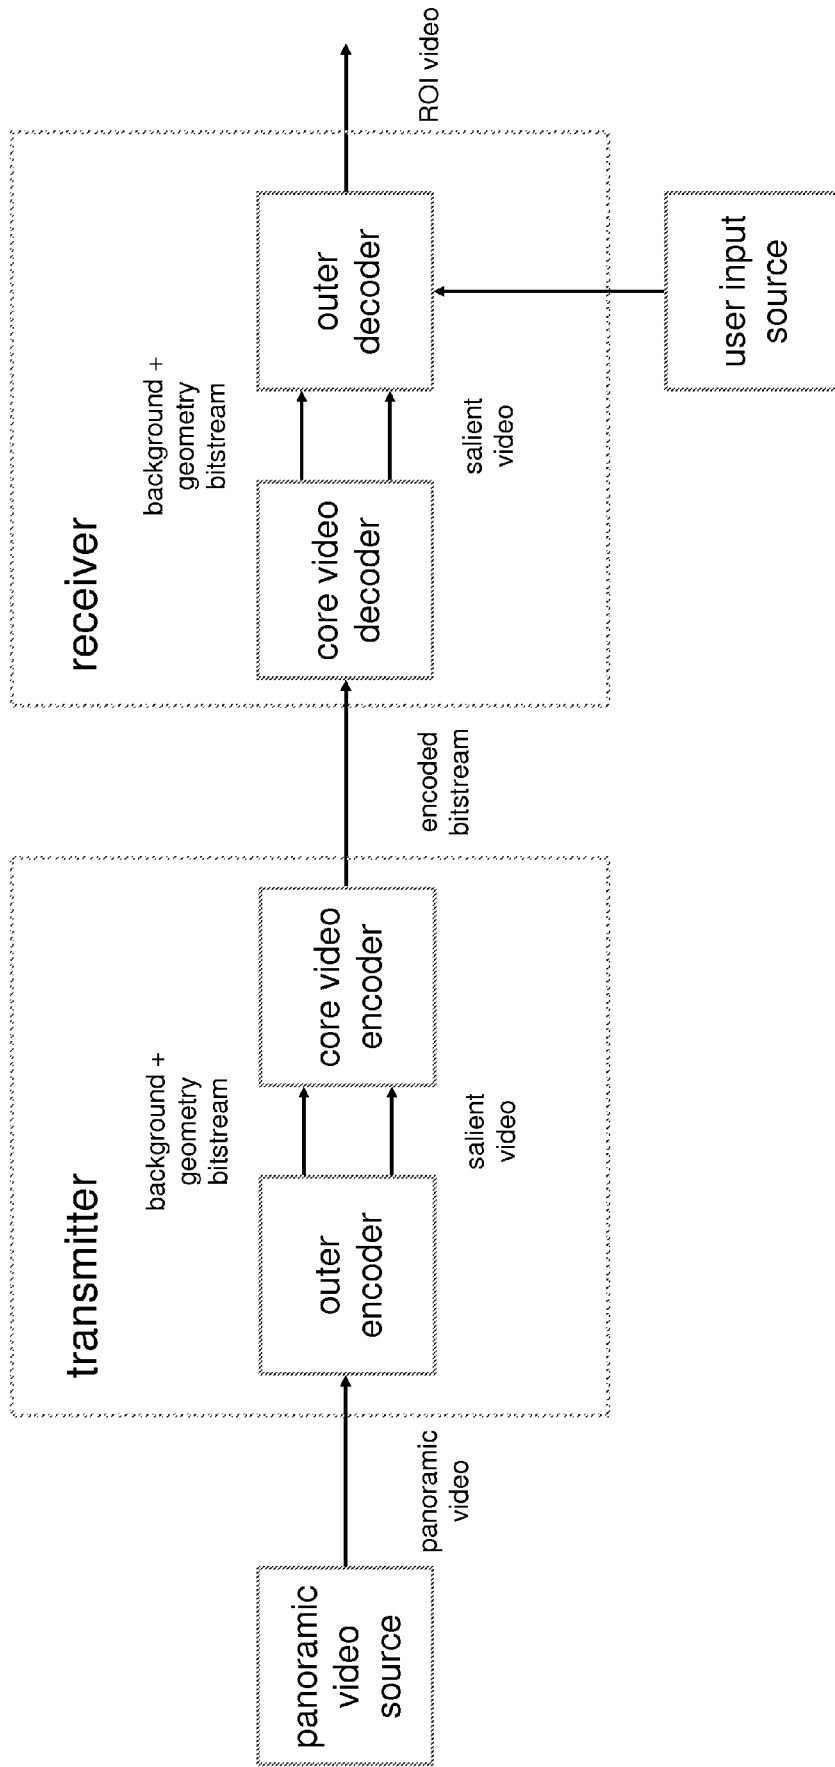 panoramic
video
source
panoramic
video
transmitter
outer
encoder
background +
geometry
bitstream
salient
video
core video
encoder
encoded
bitstream
receiver
core video
decoder
background +
geometry
bitstream
salient
video
outer
decoder
user input
source
ROI video